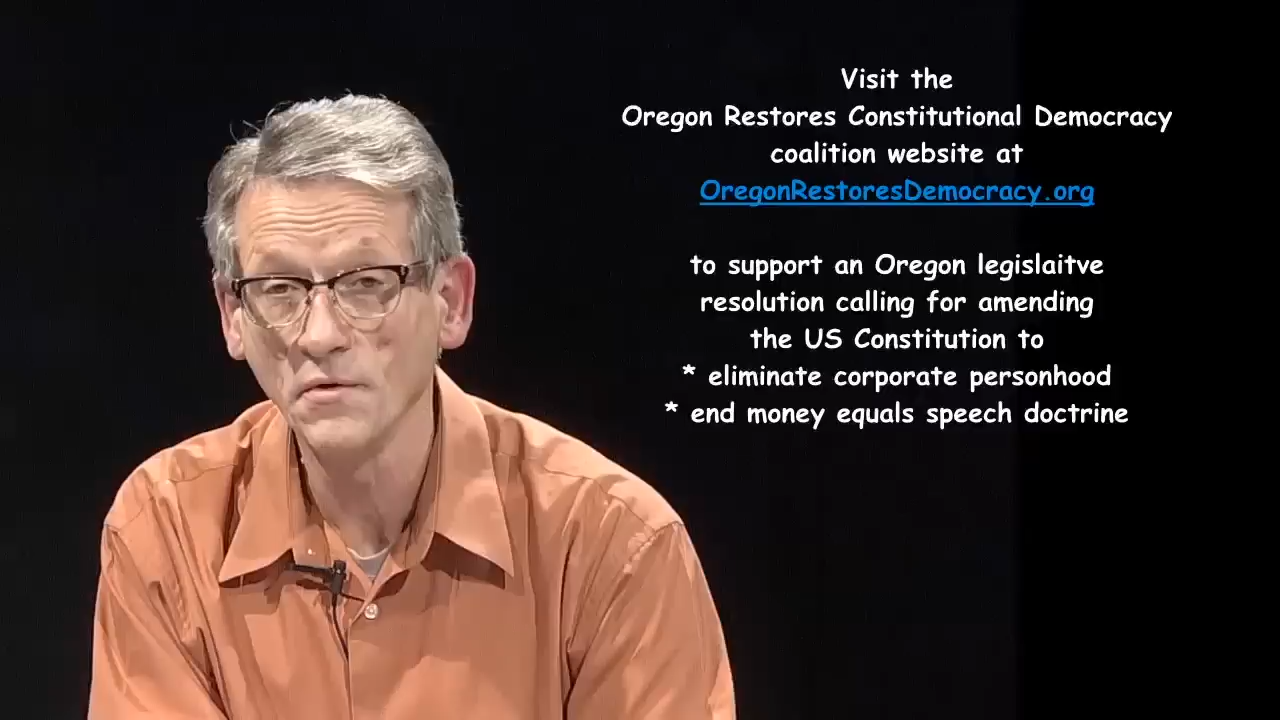 Visit the
Oregon Restores Constitutional Democracy
coalition website at
OregonRestoresDemocracy.org
to support an Oregon legislaitve
resolution calling for amending
the US Constitution to
* eliminate corporate personhood
* end money equals speech doctrine